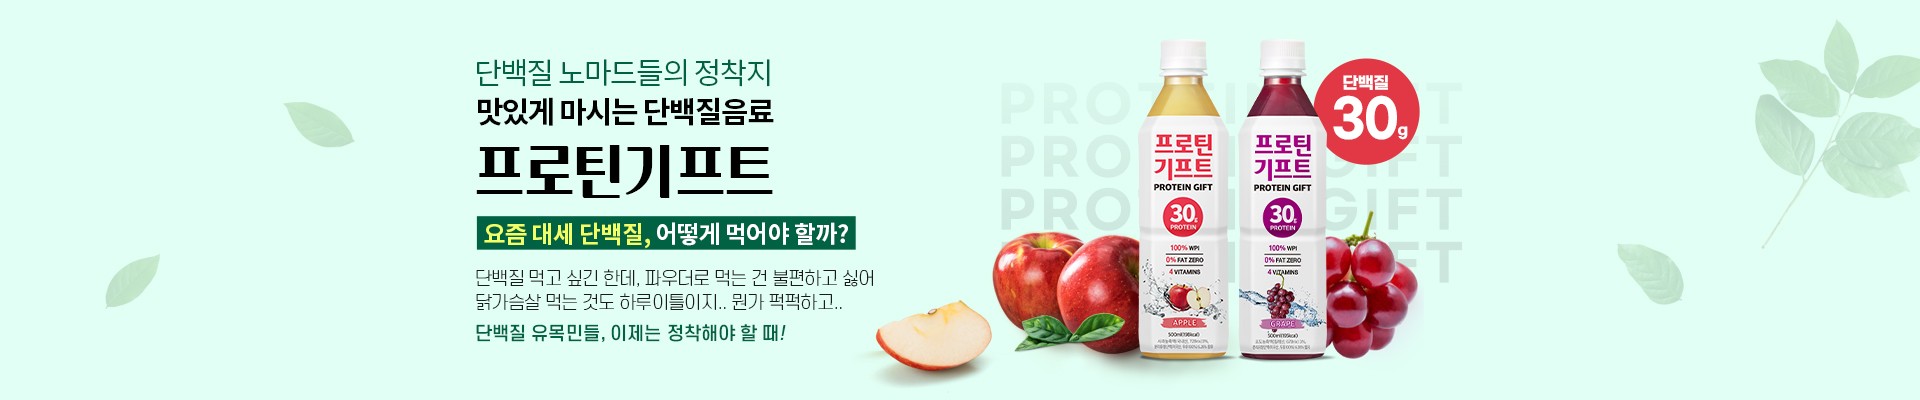 단백질 노마드들의 정착지
맛있게 마시는 단백질음료
프로틴기프트
요즘 대세 단백질, 어떻게 먹어야 할까?
단백질 먹고 싶긴 한데, 파우더로 먹는 건 불편하고 싫어
닭가슴살 먹는 것도 하루이틀이지.. 뭔가 퍽퍽하고..
단백질 유목민들, 이제는 정착해야 할 때!
PROTEIN GIFT
PROTEIN GIFT
PROTEIN GIFT
PROTEIN GIFT
프로틴
기프트
PROTEIN GIFT
30g
PROTEIN
100% WPI
0% FAT ZERO
4 VITAMINS
APPLE
프로틴
기프트
PROTEIN GIFT
30g
PROTEIN
100% WPI
0% FAT ZERO
4 VITAMINS
GRAPE
단백질
30g